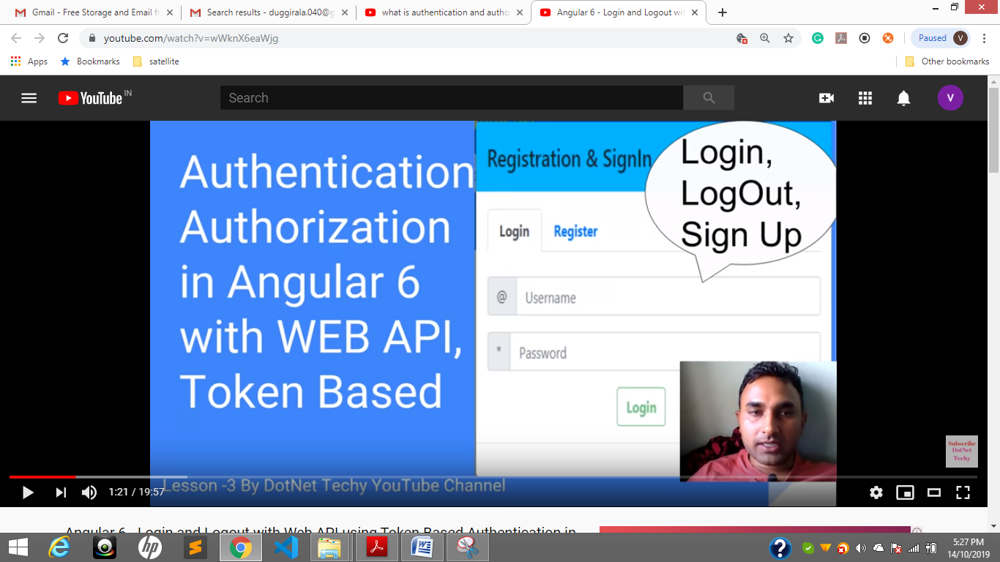 Gmail - Free Storage and Email fr
Search results - duggirala.040@g
what is authentication and autho
Angular 6 - Login and Logout wit
youtube.com/watch?v=wWknX6eaWjg
Paused
V
Apps
Bookmarks
satellite
Other bookmarks
YouTube IN
Search
V
Authentication
Authorization
in Angular 6
with WEB API,
Token Based
Registration & SignIn
Login,
LogOut,
Sign Up
Login
Register
@
Username
*
Password
Login
Subscribe
DotNet
Techy
Lesson -3 By DotNet Techy YouTube Channel
1:21 / 19:57
Angular 6 - Login and Logout with Web API using Token Based Authentication in
5:27 PM
14/10/2019